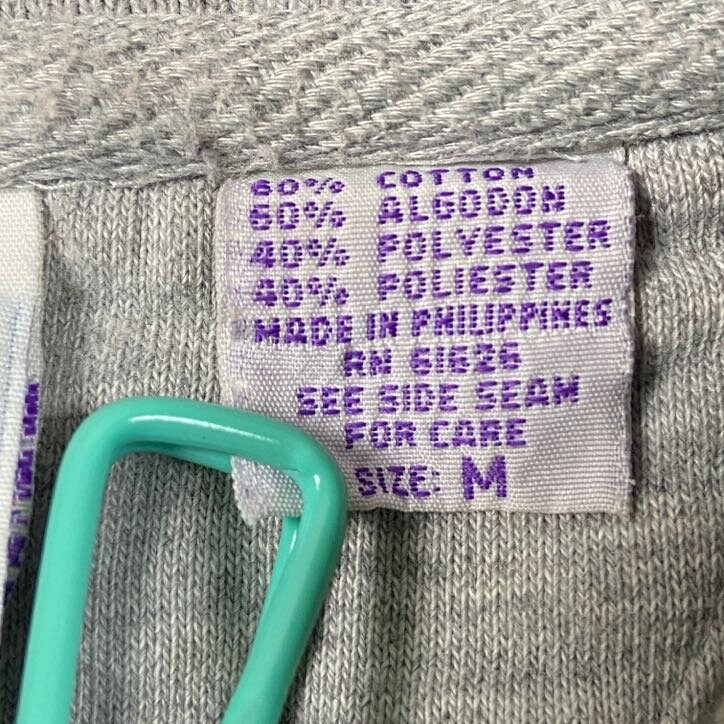 60% COTTON
60% ALGODON
40% POLYESTER
40% POLIESTER
MADE IN PHILIPPINES
RN 61626
SEE SIDE SEAM
FOR CARE
SIZE: M